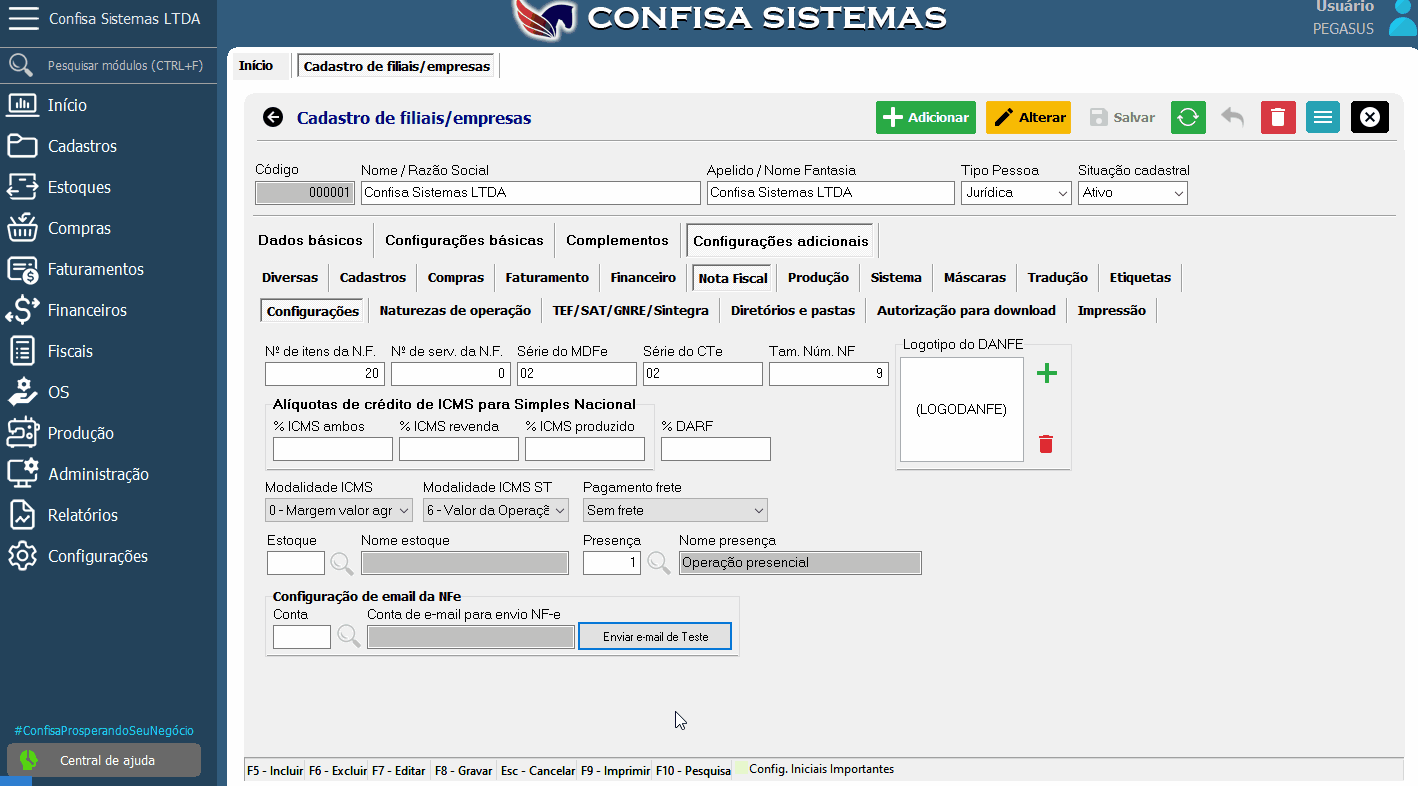 Confisa Sistemas LTDA
CONFISA SISTEMAS
Usuário
PEGASUS
Pesquisar módulos (CTRL+F)
Início
Cadastros
Estoques
Compras
Faturamentos
Financeiros
Fiscais
OS
Produção
Administração
Relatórios
Configurações
#ConfisaProsperandoSeuNegócio
Central de ajuda
Início Cadastro de filiais/empresas
Cadastro de filiais/empresas Adicionar Alterar Salvar
Código Nome / Razão Social Apelido / Nome Fantasia Tipo Pessoa Situação cadastral
000001 Confisa Sistemas LTDA Confisa Sistemas LTDA Jurídica Ativo
Dados básicos Configurações básicas Complementos Configurações adicionais
Diversas Cadastros Compras Faturamento Financeiro Nota Fiscal Produção Sistema Máscaras Tradução Etiquetas
Configurações Naturezas de operação TEF/SAT/GNRE/Sintegra Diretórios e pastas Autorização para download Impressão
Nº de itens da N.F. Nº de serv. da N.F. Série do MDFe Série do CTe Tam. Núm. NF Logotipo do DANFE
20 0 02 02 9
(LOGODANFE)
Alíquotas de crédito de ICMS para Simples Nacional
% ICMS ambos % ICMS revenda % ICMS produzido % DARF
Modalidade ICMS Modalidade ICMS ST Pagamento frete
0 - Margem valor agr 6 - Valor da Operaçã Sem frete
Estoque Nome estoque Presença Nome presença
1 Operação presencial
Configuração de email da NFe
Conta Conta de e-mail para envio NF-e
Enviar e-mail de Teste
F5 - Incluir F6 - Excluir F7 - Editar F8 - Gravar Esc - Cancelar F9 - Imprimir F10 - Pesquisa Config. Iniciais Importantes